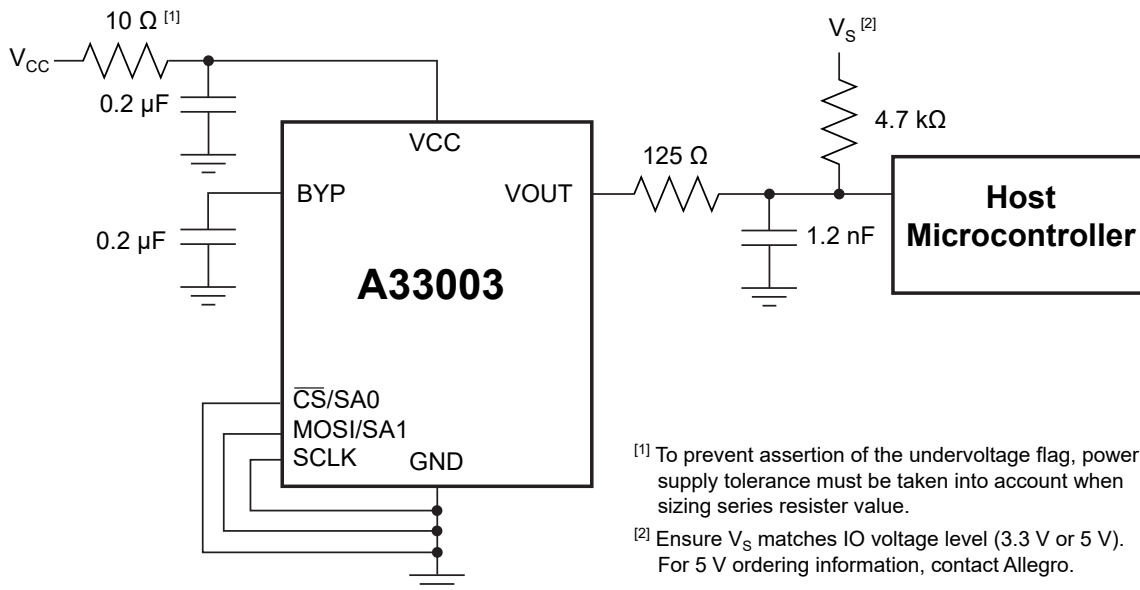 10 Ω [1]
VCC
0.2 µF
VS [2]
4.7 kΩ
VCC
125 Ω
BYP
VOUT
Host
Microcontroller
0.2 µF
1.2 nF
A33003
CS/SA0
MOSI/SA1
SCLK
GND
[1] To prevent assertion of the undervoltage flag, power
supply tolerance must be taken into account when
sizing series resister value.
[2] Ensure VS matches IO voltage level (3.3 V or 5 V).
For 5 V ordering information, contact Allegro.